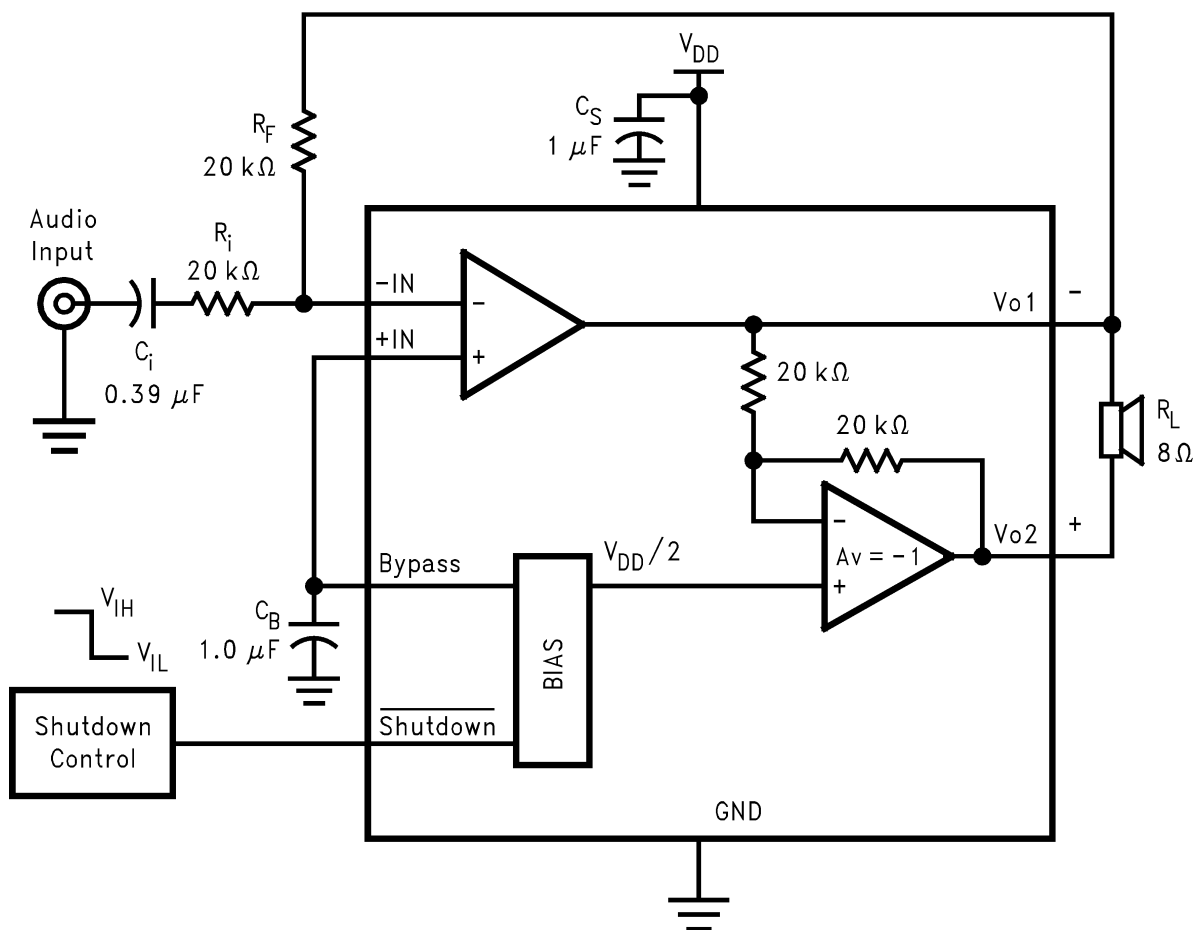 V_DD
C_S
1 μF
R_F
20 kΩ
Audio
Input
R_i
20 kΩ
C_i
0.39 μF
-IN
-
+IN
+
Vo1
-
20 kΩ
20 kΩ
R_L
8 Ω
-
Av = -1
+
Vo2
+
V_DD/2
Bypass
C_B
1.0 μF
BIAS
V_IH
V_IL
Shutdown
Control
Shutdown
GND